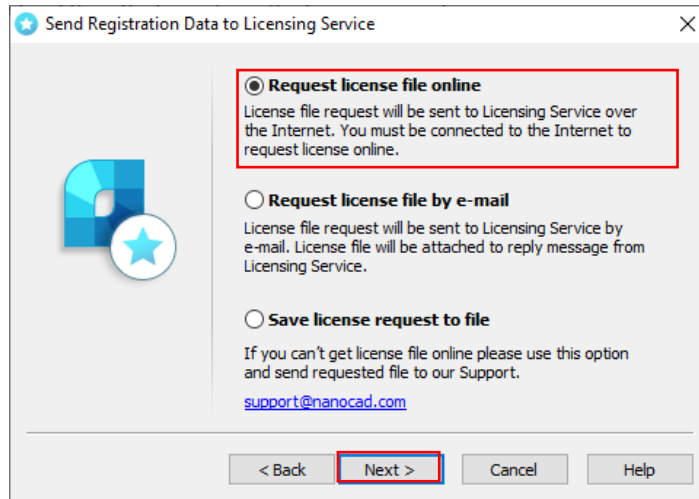 Send Registration Data to Licensing Service
Request license file online
License file request will be sent to Licensing Service over
the Internet. You must be connected to the Internet to
request license online.
Request license file by e-mail
License file request will be sent to Licensing Service by
e-mail. License file will be attached to reply message from
Licensing Service.
Save license request to file
If you can't get license file online please use this option
and send requested file to our Support.
support@nanocad.com
< Back Next > Cancel Help